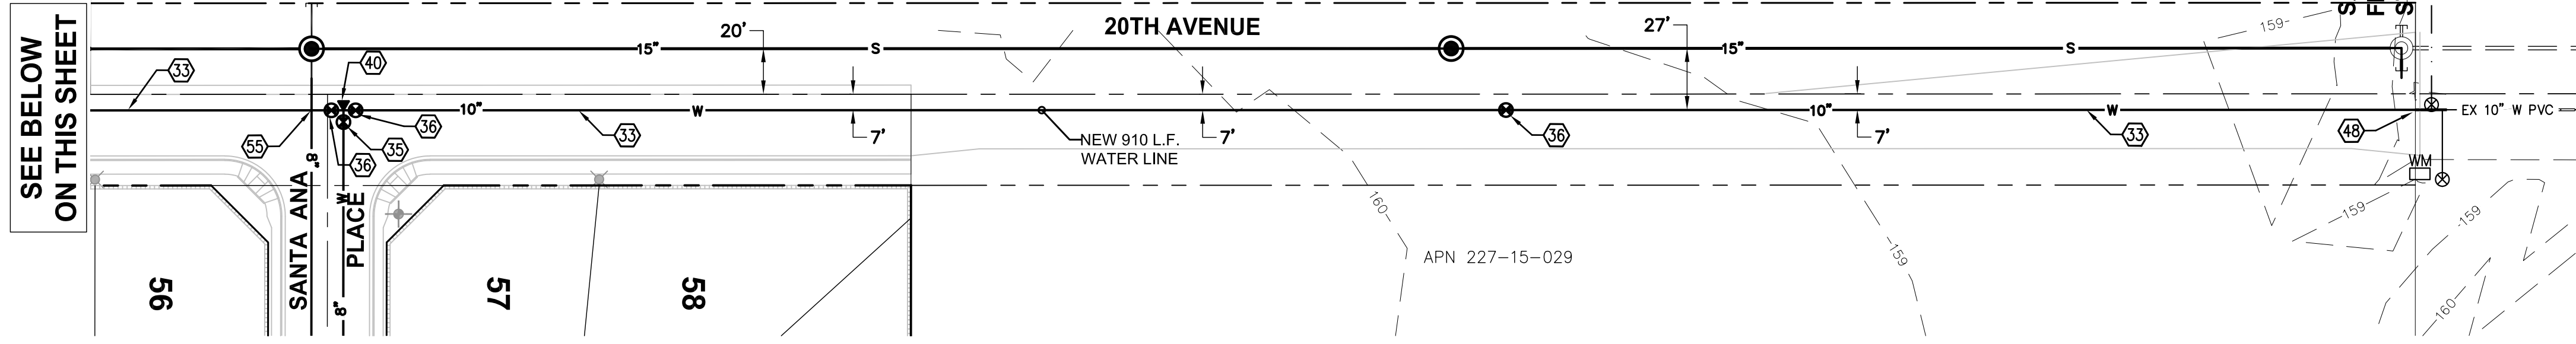 SEE BELOW
ON THIS SHEET
20TH AVENUE
20'
27'
15"
S
15"
S
S
FI
S
33
40
10"
W
36
33
7'
NEW 910 L.F.
WATER LINE
7'
36
10"
7'
W
33
48
EX 10" W PVC
55
36
35
8"
W
8"
SANTA ANA
PLACE
WM
56
57
58
APN 227-15-029
160
159
159
159
159
160